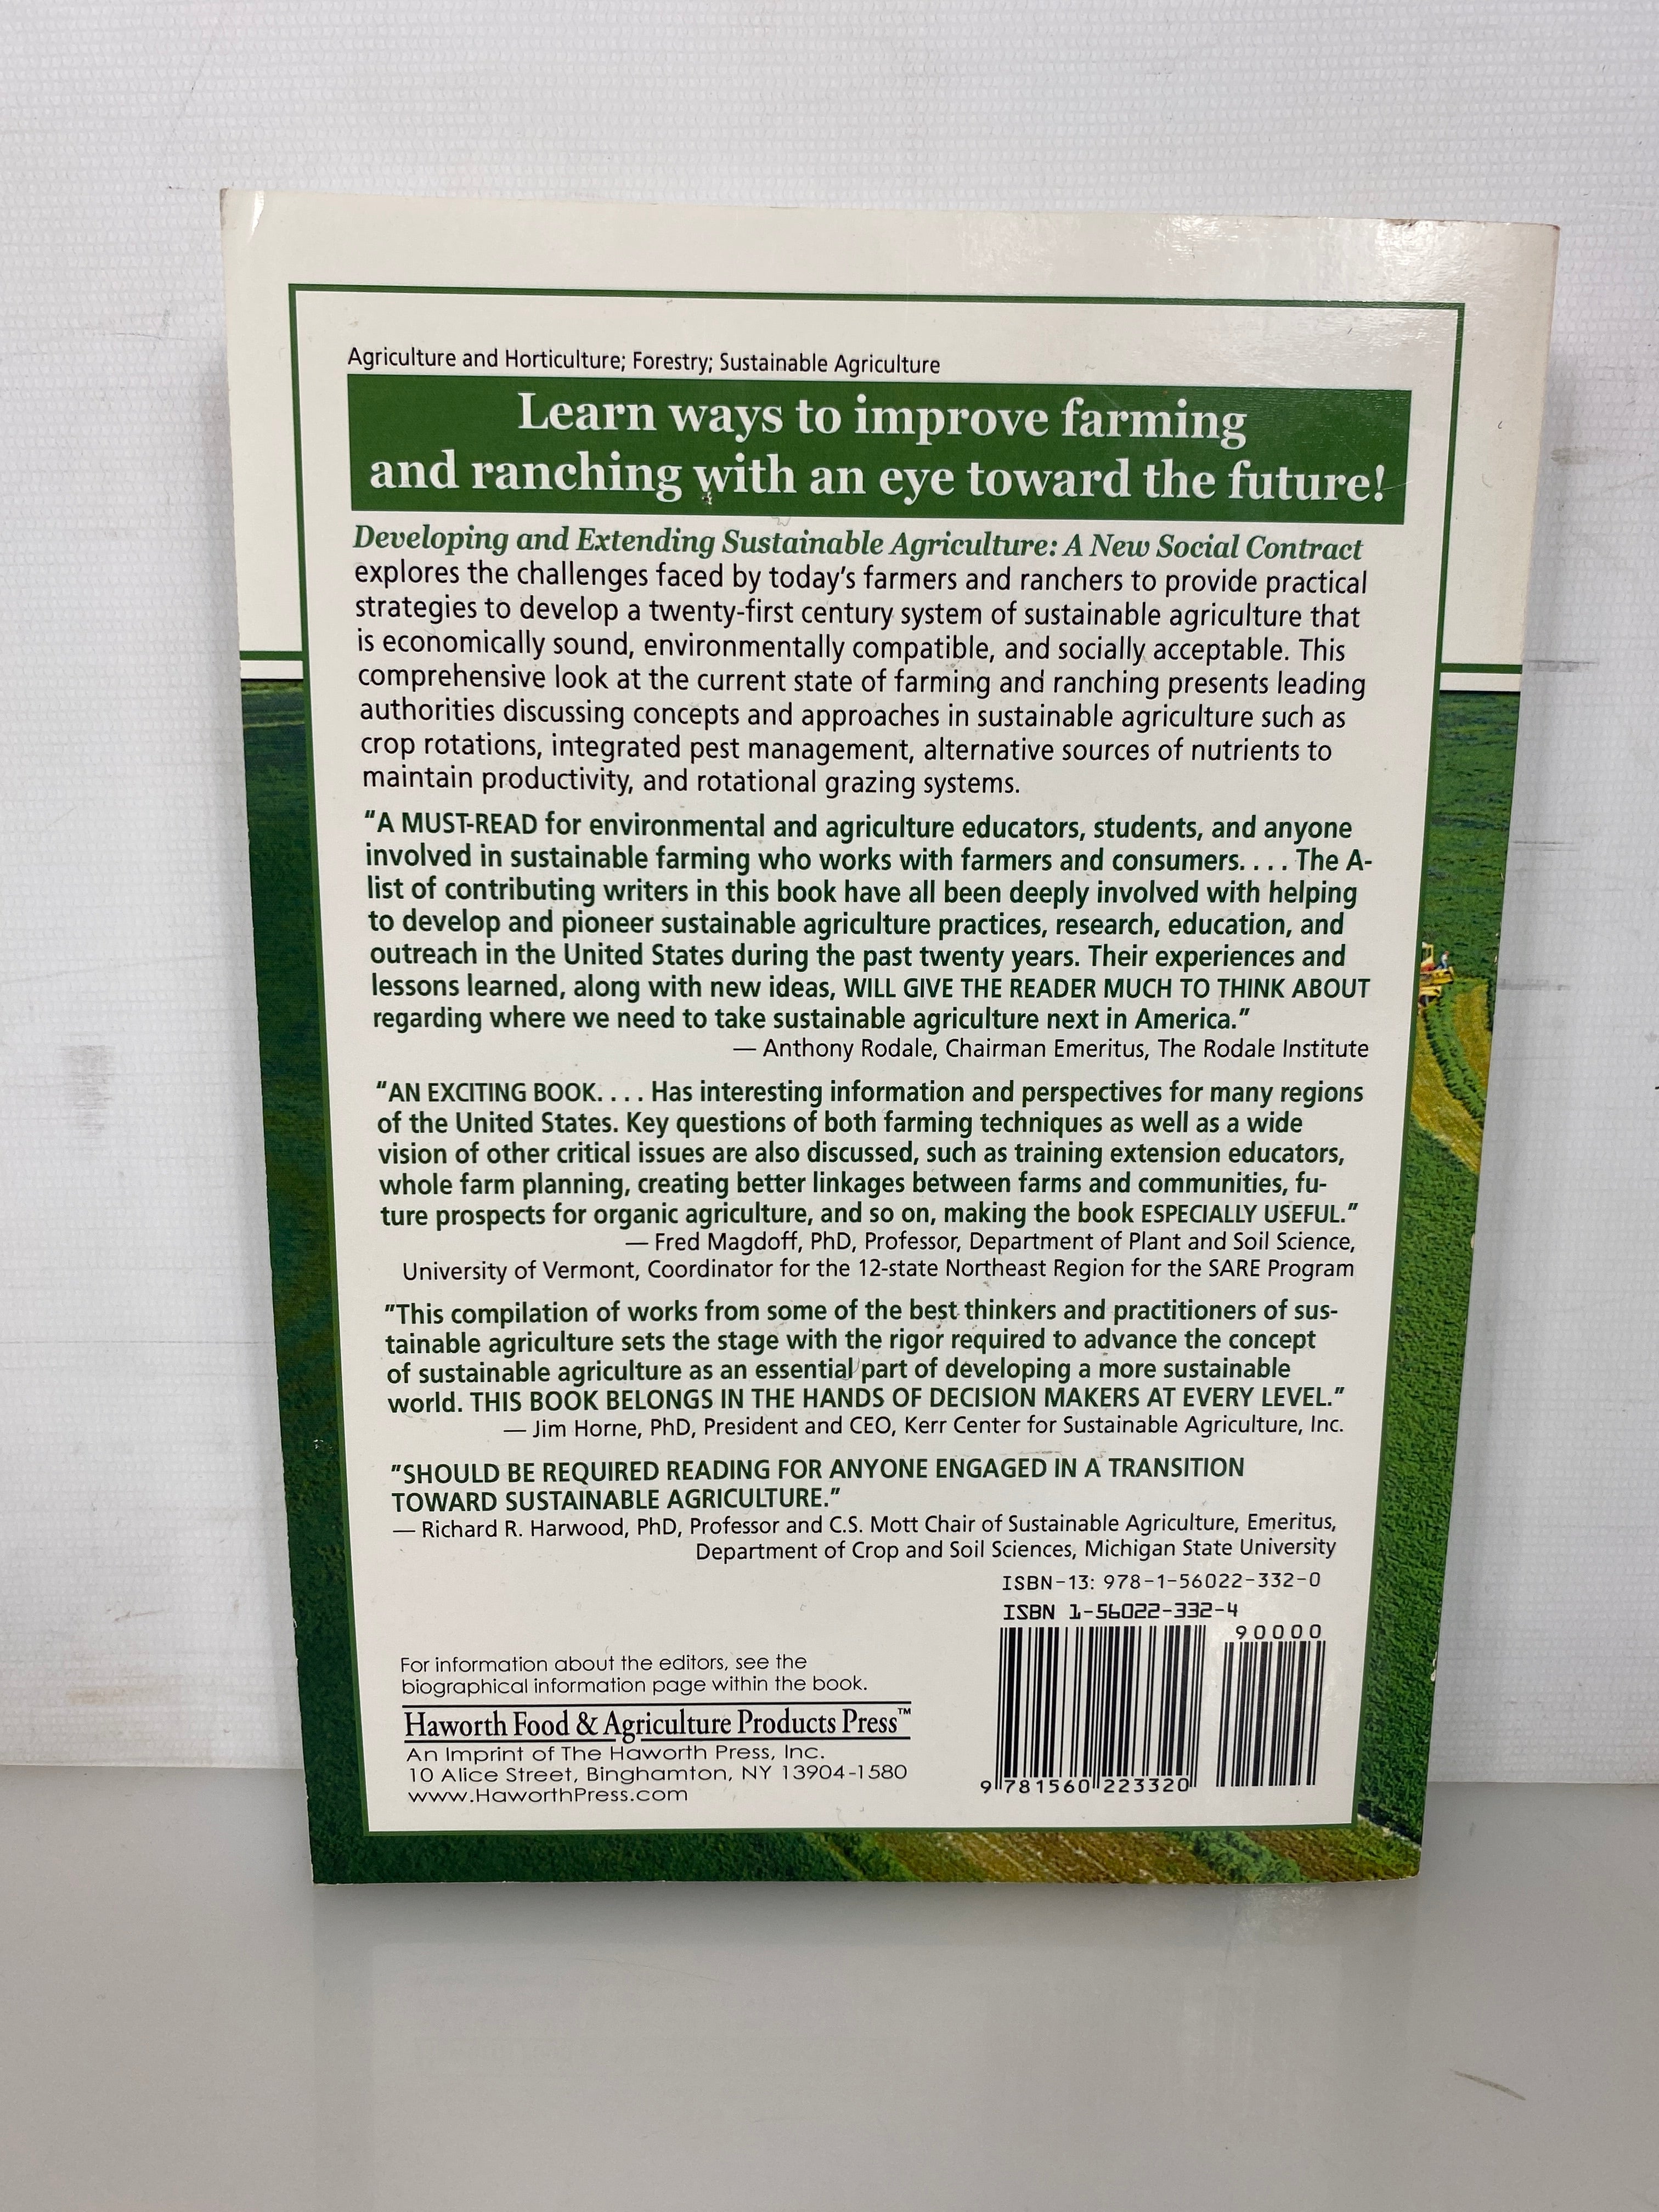 Agriculture and Horticulture; Forestry; Sustainable Agriculture
Learn ways to improve farming
and ranching with an eye toward the future!
Developing and Extending Sustainable Agriculture: A New Social Contract
explores the challenges faced by today's farmers and ranchers to provide practical
strategies to develop a twenty-first century system of sustainable agriculture that
is economically sound, environmentally compatible, and socially acceptable. This
comprehensive look at the current state of farming and ranching presents leading
authorities discussing concepts and approaches in sustainable agriculture such as
crop rotations, integrated pest management, alternative sources of nutrients to
maintain productivity, and rotational grazing systems.
"A MUST-READ for environmental and agriculture educators, students, and anyone
involved in sustainable farming who works with farmers and consumers. . . . The A-
list of contributing writers in this book have all been deeply involved with helping
to develop and pioneer sustainable agriculture practices, research, education, and
outreach in the United States during the past twenty years. Their experiences and
lessons learned, along with new ideas, WILL GIVE THE READER MUCH TO THINK ABOUT
regarding where we need to take sustainable agriculture next in America."
— Anthony Rodale, Chairman Emeritus, The Rodale Institute
"AN EXCITING BOOK. . . . Has interesting information and perspectives for many regions
of the United States. Key questions of both farming techniques as well as a wide
vision of other critical issues are also discussed, such as training extension educators,
whole farm planning, creating better linkages between farms and communities, fu-
ture prospects for organic agriculture, and so on, making the book ESPECIALLY USEFUL."
— Fred Magdoff, PhD, Professor, Department of Plant and Soil Science,
University of Vermont, Coordinator for the 12-state Northeast Region for the SARE Program
"This compilation of works from some of the best thinkers and practitioners of sus-
tainable agriculture sets the stage with the rigor required to advance the concept
of sustainable agriculture as an essential part of developing a more sustainable
world. THIS BOOK BELONGS IN THE HANDS OF DECISION MAKERS AT EVERY LEVEL."
— Jim Horne, PhD, President and CEO, Kerr Center for Sustainable Agriculture, Inc.
"SHOULD BE REQUIRED READING FOR ANYONE ENGAGED IN A TRANSITION
TOWARD SUSTAINABLE AGRICULTURE."
— Richard R. Harwood, PhD, Professor and C.S. Mott Chair of Sustainable Agriculture, Emeritus,
Department of Crop and Soil Sciences, Michigan State University
ISBN-13: 978-1-56022-332-0
ISBN 1-56022-332-4
90000
9 781560 223320
For information about the editors, see the
biographical information page within the book.
Haworth Food & Agriculture Products Press™
An Imprint of The Haworth Press, Inc.
10 Alice Street, Binghamton, NY 13904-1580
www.HaworthPress.com